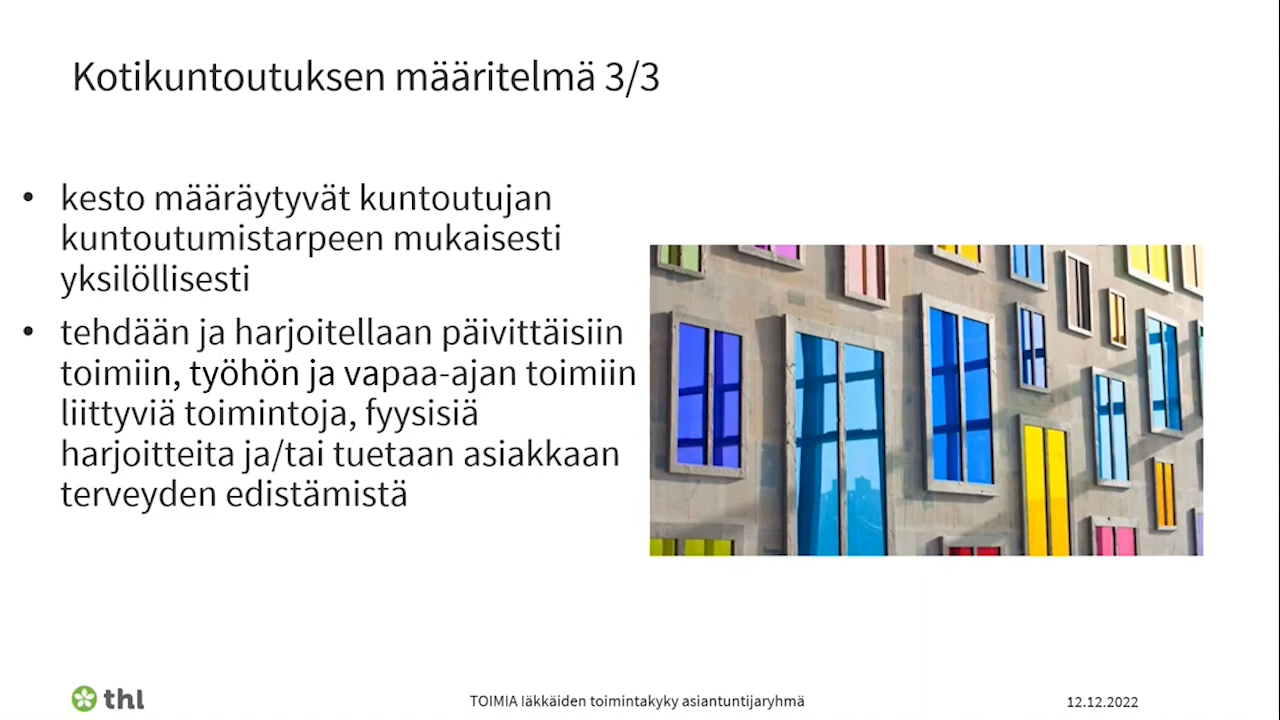 Kotikuntoutuksen määritelmä 3/3
• kesto määräytyvät kuntoutujan
kuntoutumistarpeen mukaisesti
yksilöllisesti
• tehdään ja harjoitellaan päivittäisiin
toimiin, työhön ja vapaa-ajan toimiin
liittyviä toimintoja, fyysisiä
harjoitteita ja/tai tuetaan asiakkaan
terveyden edistämistä
thl
TOIMIA Iäkkäiden toimintakyky asiantuntijaryhmä
12.12.2022